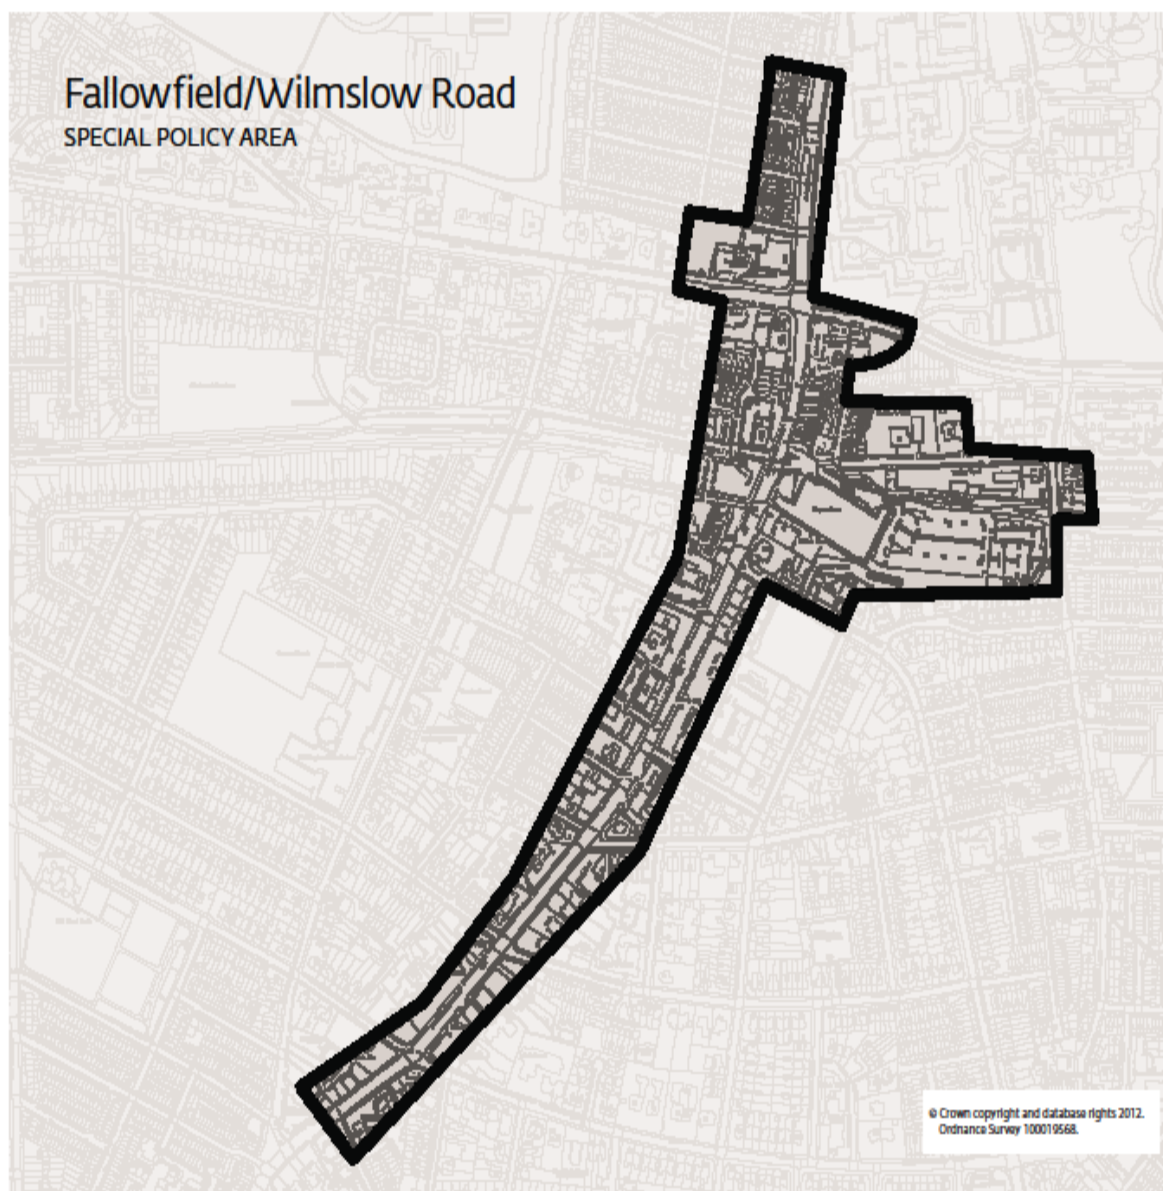 Fallowfield/Wilmslow Road
SPECIAL POLICY AREA
© Crown copyright and database rights 2012.
Ordnance Survey 100019568.